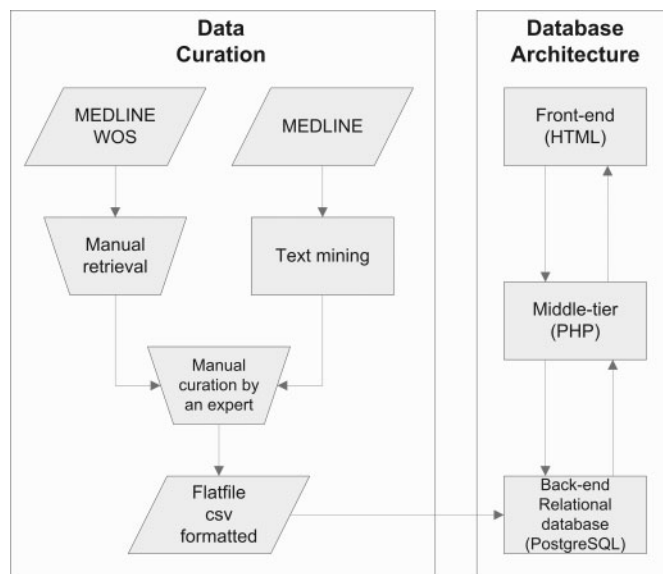 Data
Curation
MEDLINE
WOS
MEDLINE
Manual
retrieval
Text mining
Manual
curation by
an expert
Flatfile
csv
formatted
Database
Architecture
Front-end
(HTML)
Middle-tier
(PHP)
Back-end
Relational
database
(PostgreSQL)